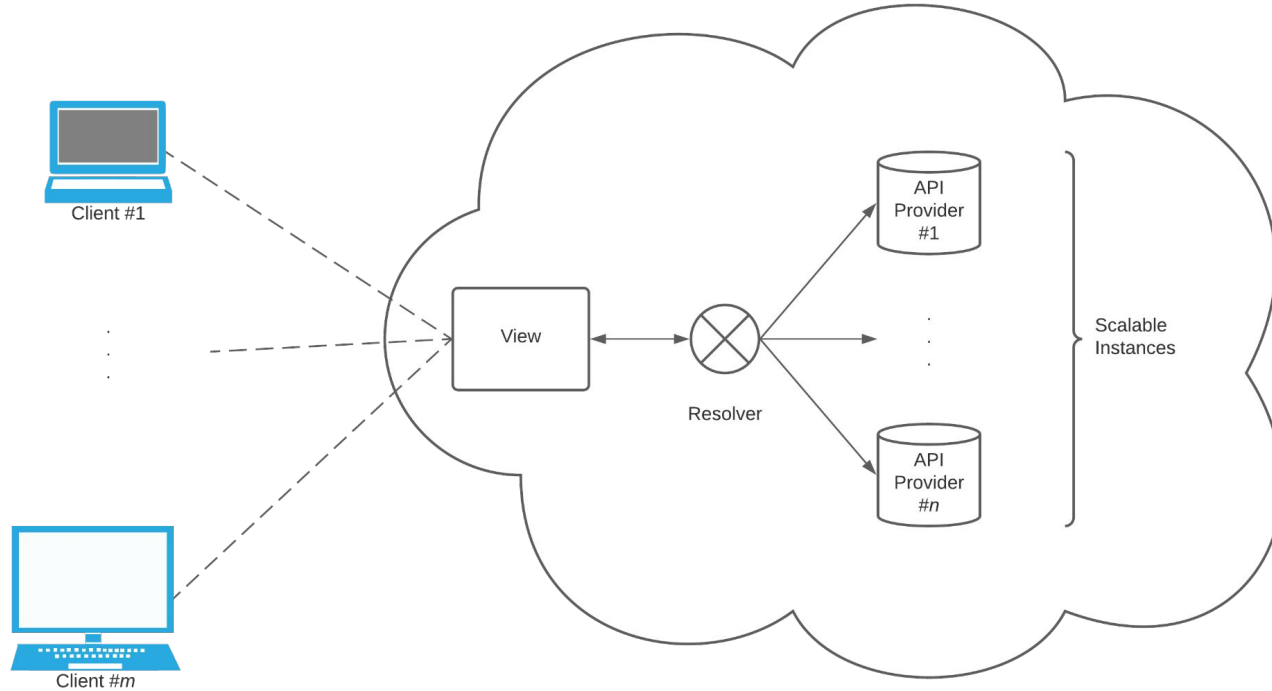 Client #1
View
Resolver
API
Provider
#1
.
.
.
API
Provider
#n
Scalable
Instances
.
.
.
Client #m